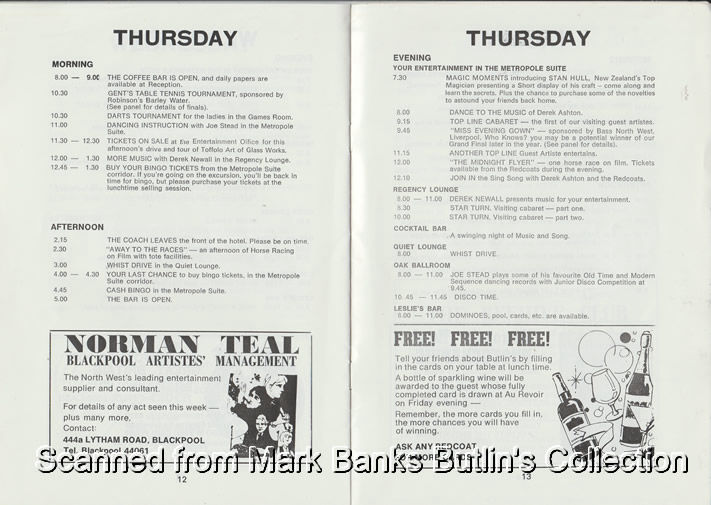 THURSDAY
MORNING
8.00 — 9.00 THE COFFEE BAR IS OPEN, and daily papers are
available at Reception.
10.30 GENT'S TABLE TENNIS TOURNAMENT, sponsored by
Robinson's Barley Water.
(See panel for details of finals).
10.30 DARTS TOURNAMENT for the ladies in the Games Room.
11.00 DANCING INSTRUCTION with Joe Stead in the Metropole
Suite.
11.30 — 12.30 TICKETS ON SALE at the Entertainment Office for this
afternoon's drive and tour of Toffolo Art of Glass Works.
12.00 — 1.30 MORE MUSIC with Derek Newall in the Regency Lounge.
12.45 — 1.30 BUY YOUR BINGO TICKETS from the Metropole Suite
corridor. If you're going on the excursion, you'll be back in
time for bingo, but please purchase your tickets at the
lunchtime selling session.
AFTERNOON
2.15 THE COACH LEAVES the front of the hotel. Please be on time.
2.30 "AWAY TO THE RACES" — an afternoon of Horse Racing
on Film with tote facilities.
3.00 WHIST DRIVE in the Quiet Lounge.
4.00 — 4.30 YOUR LAST CHANCE to buy bingo tickets, in the Metropole
Suite corridor.
4.45 CASH BINGO in the Metropole Suite.
5.00 THE BAR IS OPEN.
NORMAN TEAL
BLACKPOOL ARTISTES' MANAGEMENT
The North West's leading entertainment
supplier and consultant.
For details of any act seen this week —
plus many more.
Contact:
444a LYTHAM ROAD, BLACKPOOL
Tel. Blackpool 44061
12
THURSDAY
EVENING
YOUR ENTERTAINMENT IN THE METROPOLE SUITE
7.30 MAGIC MOMENTS introducing STAN HULL, New Zealand's Top
Magician presenting a Short display of his craft – come along and
learn the secrets. Plus the chance to purchase some of the novelties
to astound your friends back home.
8.00 DANCE TO THE MUSIC of Derek Ashton.
9.15 TOP LINE CABARET — the first of our visiting guest artistes.
9.45 "MISS EVENING GOWN" — sponsored by Bass North West.
Liverpool. Who Knows? you may be a potential winner of our
Grand Final later in the year. (See panel for details).
11.15 ANOTHER TOP LINE Guest Artiste entertains.
12.00 "THE MIDNIGHT FLYER" — one horse race on film. Tickets
available from the Redcoats during the evening.
12.10 JOIN IN the Sing Song with Derek Ashton and the Redcoats.
REGENCY LOUNGE
8.00 — 11.00 DEREK NEWALL presents music for your entertainment.
8.30 STAR TURN. Visiting cabaret — part one.
10.00 STAR TURN. Visiting cabaret — part two.
COCKTAIL BAR
A swinging night of Music and Song.
QUIET LOUNGE
8.00 WHIST DRIVE.
OAK BALLROOM
8.00 — 11.00 JOE STEAD plays some of his favourite Old Time and Modern
Sequence dancing records with Junior Disco Competition at
9.45.
10.45 — 11.45 DISCO TIME.
LESLIE'S BAR
8.00 — 11.00 DOMINOES, pool, cards, etc. are available.
FREE! FREE! FREE!
Tell your friends about Butlin's by filling
in the cards on your table at lunch time.
A bottle of sparkling wine will be
awarded to the guest whose fully
completed card is drawn at Au Revoir
on Friday evening —
Remember, the more cards you fill in,
the more chances you will have
of winning.
ASK ANY REDCOAT
13
Scanned from Mark Banks Butlin's Collection